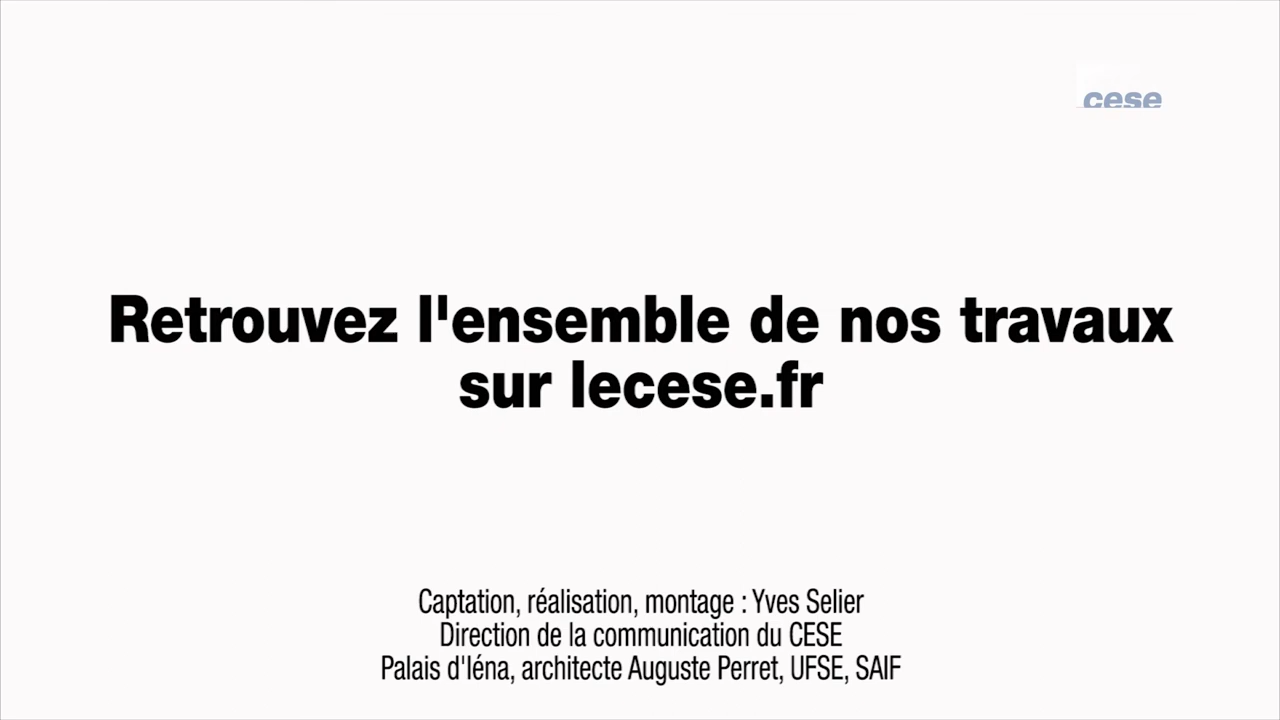 cese
Retrouvez l'ensemble de nos travaux
sur lecese.fr
Captation, réalisation, montage : Yves Selier
Direction de la communication du CESE
Palais d'Iéna, architecte Auguste Perret, UFSE, SAIF